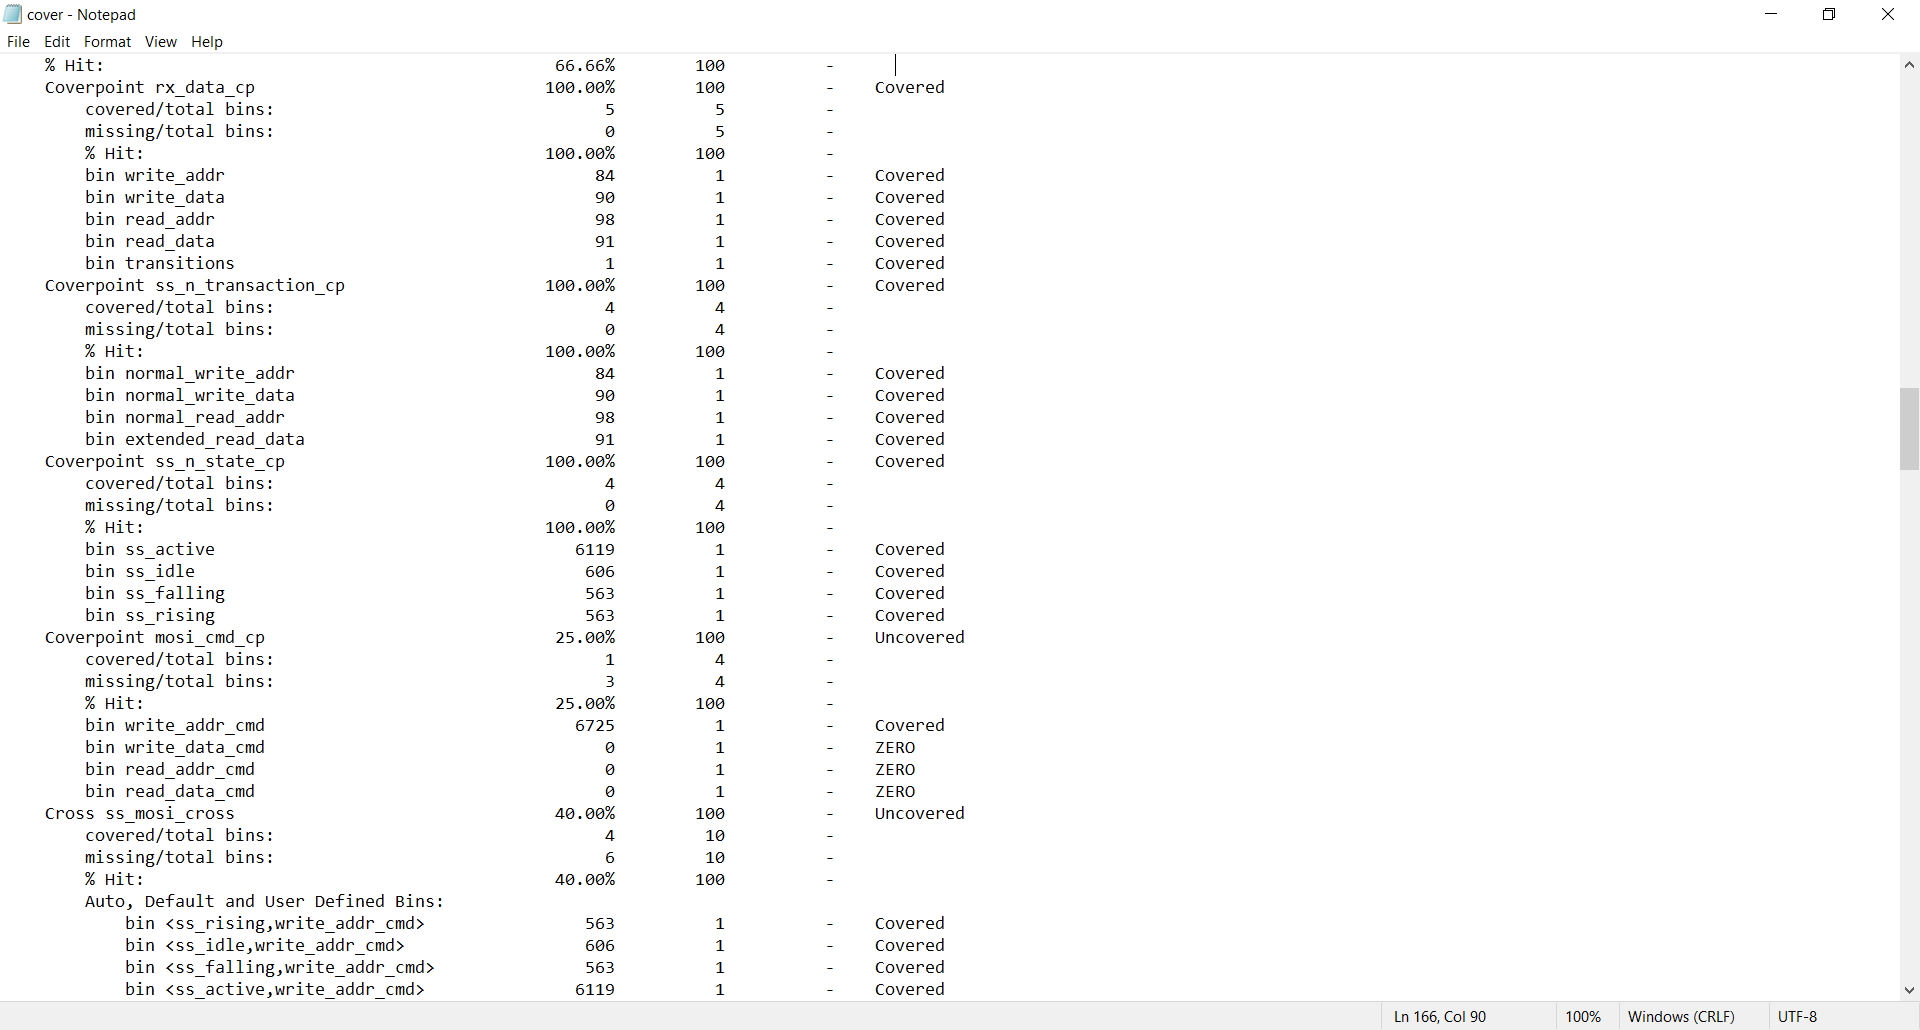 cover - Notepad
File Edit Format View Help
% Hit: 66.66% 100 -
Coverpoint rx_data_cp 100.00% 100 - Covered
covered/total bins: 5 5 -
missing/total bins: 0 5 -
% Hit: 100.00% 100 -
bin write_addr 84 1 - Covered
bin write_data 90 1 - Covered
bin read_addr 98 1 - Covered
bin read_data 91 1 - Covered
bin transitions 1 1 - Covered
Coverpoint ss_n_transaction_cp 100.00% 100 - Covered
covered/total bins: 4 4 -
missing/total bins: 0 4 -
% Hit: 100.00% 100 -
bin normal_write_addr 84 1 - Covered
bin normal_write_data 90 1 - Covered
bin normal_read_addr 98 1 - Covered
bin extended_read_data 91 1 - Covered
Coverpoint ss_n_state_cp 100.00% 100 - Covered
covered/total bins: 4 4 -
missing/total bins: 0 4 -
% Hit: 100.00% 100 -
bin ss_active 6119 1 - Covered
bin ss_idle 606 1 - Covered
bin ss_falling 563 1 - Covered
bin ss_rising 563 1 - Covered
Coverpoint mosi_cmd_cp 25.00% 100 - Uncovered
covered/total bins: 1 4 -
missing/total bins: 3 4 -
% Hit: 25.00% 100 -
bin write_addr_cmd 6725 1 - Covered
bin write_data_cmd 0 1 - ZERO
bin read_addr_cmd 0 1 - ZERO
bin read_data_cmd 0 1 - ZERO
Cross ss_mosi_cross 40.00% 100 - Uncovered
covered/total bins: 4 10 -
missing/total bins: 6 10 -
% Hit: 40.00% 100 -
Auto, Default and User Defined Bins:
bin <ss_rising,write_addr_cmd> 563 1 - Covered
bin <ss_idle,write_addr_cmd> 606 1 - Covered
bin <ss_falling,write_addr_cmd> 563 1 - Covered
bin <ss_active,write_addr_cmd> 6119 1 - Covered
Ln 166, Col 90 100% Windows (CRLF) UTF-8